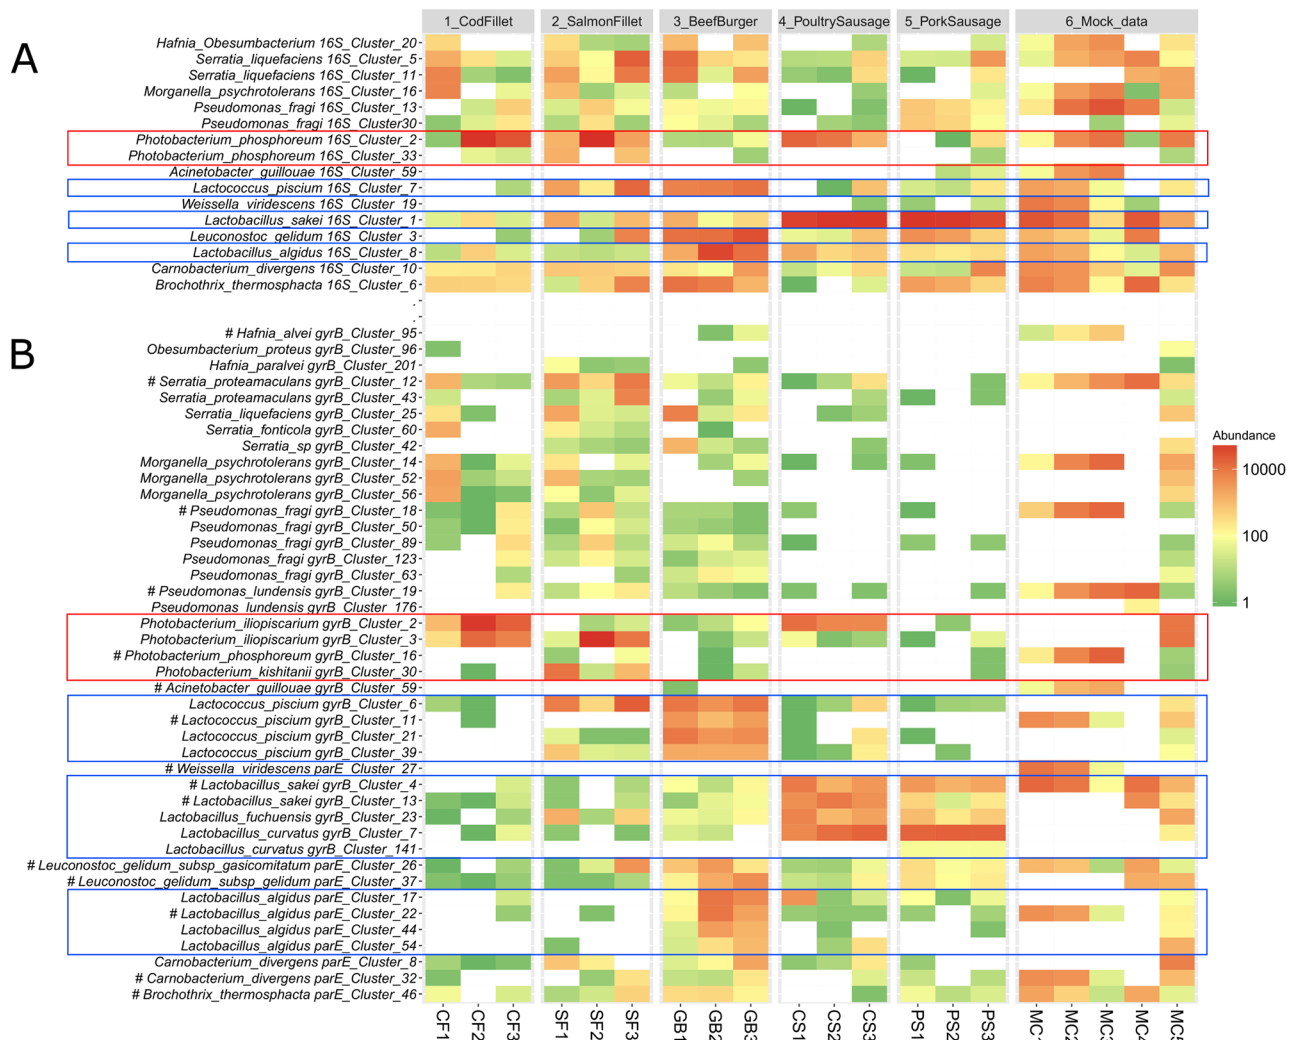 1_CodFillet 2_SalmonFillet 3_BeefBurger 4_PoultrySausage 5_PorkSausage 6_Mock_data
A
Hafnia_Obesumbacterium 16S_Cluster_20
Serratia_liquefaciens 16S_Cluster_5
Serratia_liquefaciens 16S_Cluster_11
Morganella_psychrotolerans 16S_Cluster_16
Pseudomonas_fragi 16S_Cluster_13
Pseudomonas_fragi 16S_Cluster30
Photobacterium_phosphoreum 16S_Cluster_2
Photobacterium_phosphoreum 16S_Cluster_33
Acinetobacter_guillouae 16S_Cluster_59
Lactococcus_piscium 16S_Cluster_7
Weissella_viridescens 16S_Cluster_19
Lactobacillus_sakei 16S_Cluster_1
Leuconostoc_gelidum 16S_Cluster_3
Lactobacillus_algidus 16S_Cluster_8
Carnobacterium_divergens 16S_Cluster_10
Brochothrix_thermosphacta 16S_Cluster_6
.
.
B
# Hafnia_alvei gyrB_Cluster_95
Obesumbacterium_proteus gyrB_Cluster_96
Hafnia_paralvei gyrB_Cluster_201
# Serratia_proteamaculans gyrB_Cluster_12
Serratia_proteamaculans gyrB_Cluster_43
Serratia_liquefaciens gyrB_Cluster_25
Serratia_fonticola gyrB_Cluster_60
Serratia_sp gyrB_Cluster_42
Morganella_psychrotolerans gyrB_Cluster_14
Morganella_psychrotolerans gyrB_Cluster_52
Morganella_psychrotolerans gyrB_Cluster_56
# Pseudomonas_fragi gyrB_Cluster_18
Pseudomonas_fragi gyrB_Cluster_50
Pseudomonas_fragi gyrB_Cluster_89
Pseudomonas_fragi gyrB_Cluster_123
Pseudomonas_fragi gyrB_Cluster_63
# Pseudomonas_lundensis gyrB_Cluster_19
Pseudomonas_lundensis gyrB_Cluster_176
Photobacterium_iliopiscarium gyrB_Cluster_2
Photobacterium_iliopiscarium gyrB_Cluster_3
# Photobacterium_phosphoreum gyrB_Cluster_16
Photobacterium_kishitanii gyrB_Cluster_30
# Acinetobacter_guillouae gyrB_Cluster_59
Lactococcus_piscium gyrB_Cluster_6
# Lactococcus_piscium gyrB_Cluster_11
Lactococcus_piscium gyrB_Cluster_21
Lactococcus_piscium gyrB_Cluster_39
# Weissella_viridescens parE_Cluster_27
# Lactobacillus_sakei gyrB_Cluster_4
# Lactobacillus_sakei gyrB_Cluster_13
Lactobacillus_fuchuensis gyrB_Cluster_23
Lactobacillus_curvatus gyrB_Cluster_7
Lactobacillus_curvatus gyrB_Cluster_141
# Leuconostoc_gelidum_subsp_gasicomitatum parE_Cluster_26
# Leuconostoc_gelidum_subsp_gelidum parE_Cluster_37
Lactobacillus_algidus parE_Cluster_17
# Lactobacillus_algidus parE_Cluster_22
Lactobacillus_algidus parE_Cluster_44
Lactobacillus_algidus parE_Cluster_54
Carnobacterium_divergens parE_Cluster_8
# Carnobacterium_divergens parE_Cluster_32
# Brochothrix_thermosphacta parE_Cluster_46
CF1 CF2 CF3 SF1 SF2 SF3 GB1 GB2 GB3 CS1 CS2 CS3 PS1 PS2 PS3 MC1 MC2 MC3 MC4 MC5
Abundance
10000
100
1